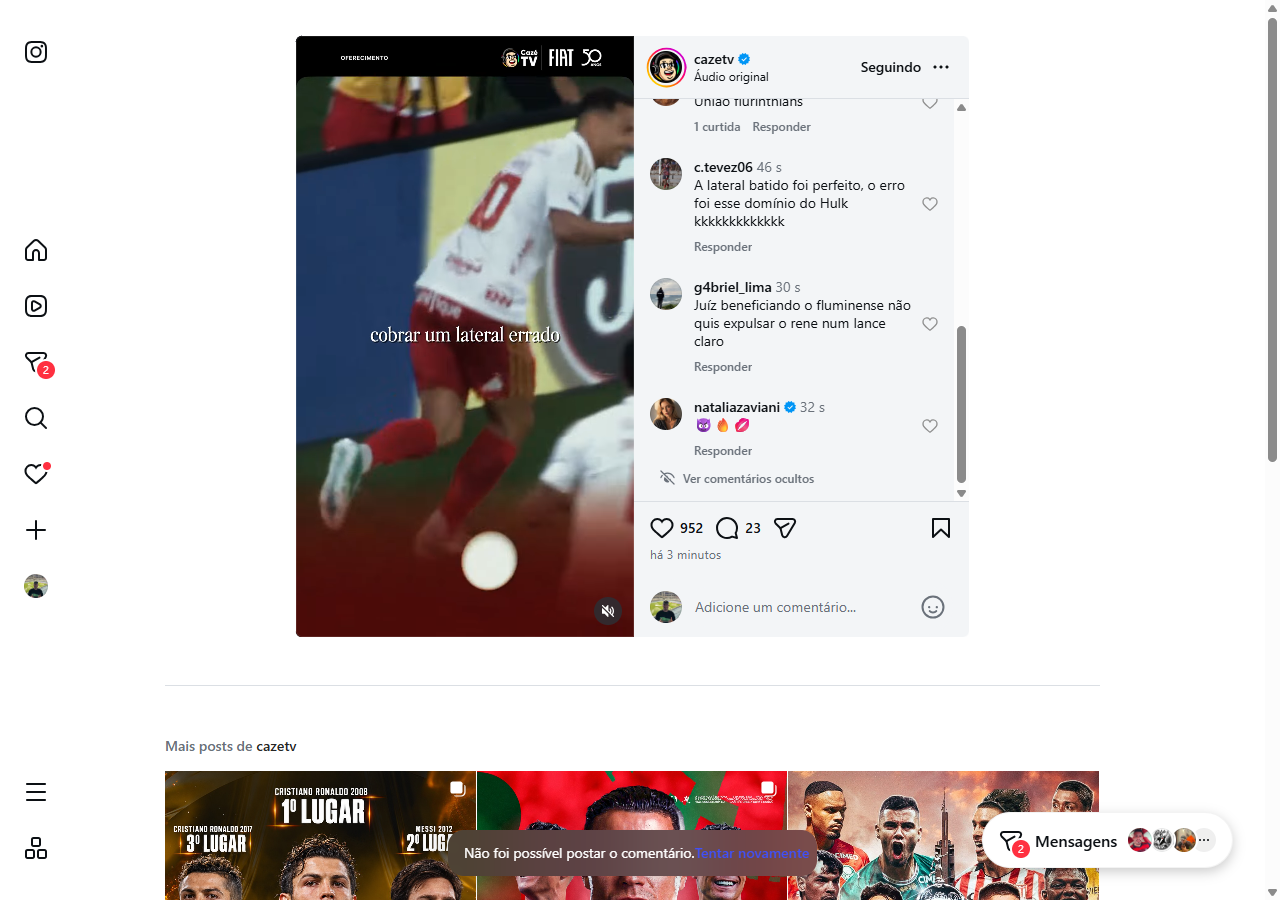 OFERECIMENTO
Cazé
TV
FIAT
50
ANOS
10
cobrar um lateral errado
cazetv
Áudio original
Seguindo
União flurinthians
1 curtida Responder
c.tevez06 46 s
A lateral batido foi perfeito, o erro
foi esse domínio do Hulk
kkkkkkkkkkkkk
Responder
g4briel_lima 30 s
Juíz beneficiando o fluminense não
quis expulsar o rene num lance
claro
Responder
nataliazaviani 32 s
😈🔥💋
Responder
Ver comentários ocultos
952 23
há 3 minutos
Adicione um comentário...
2
Mais posts de cazetv
CRISTIANO RONALDO 2008
1º LUGAR
CRISTIANO RONALDO 2017
3º LUGAR
MESSI 2012
2º LUG
CIMED
CIMED
Não foi possível postar o comentário. Tentar novamente
2
Mensagens